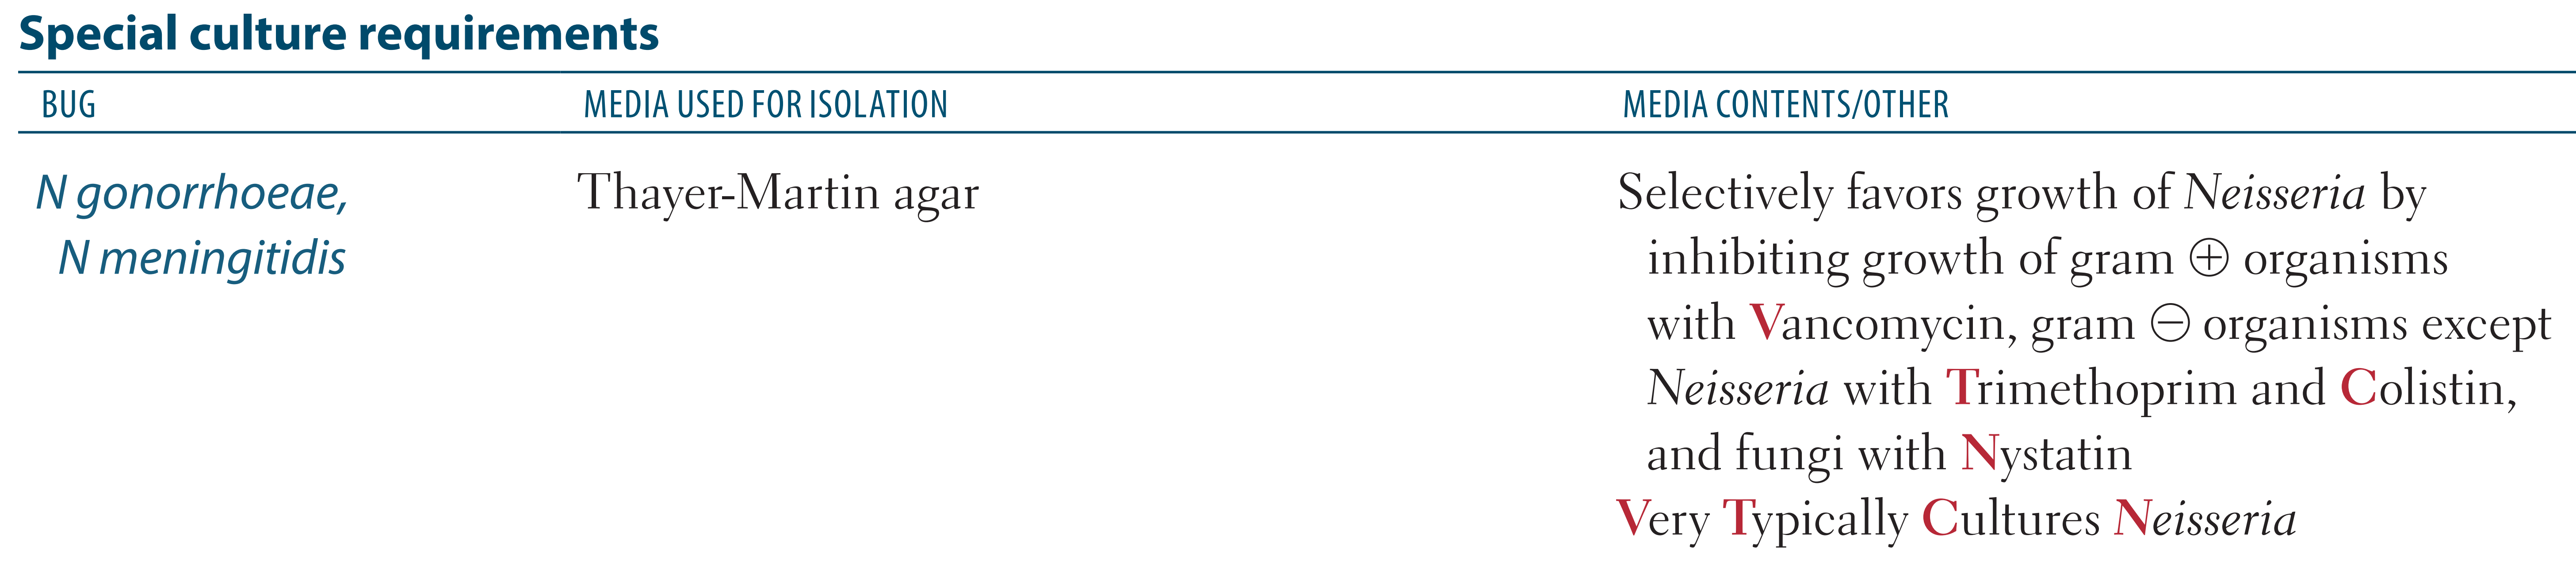 Special culture requirements
BUG MEDIA USED FOR ISOLATION MEDIA CONTENTS/OTHER
N gonorrhoeae,
N meningitidis
Thayer-Martin agar
Selectively favors growth of Neisseria by
inhibiting growth of gram ⊕ organisms
with Vancomycin, gram ⊖ organisms except
Neisseria with Trimethoprim and Colistin,
and fungi with Nystatin
Very Typically Cultures Neisseria